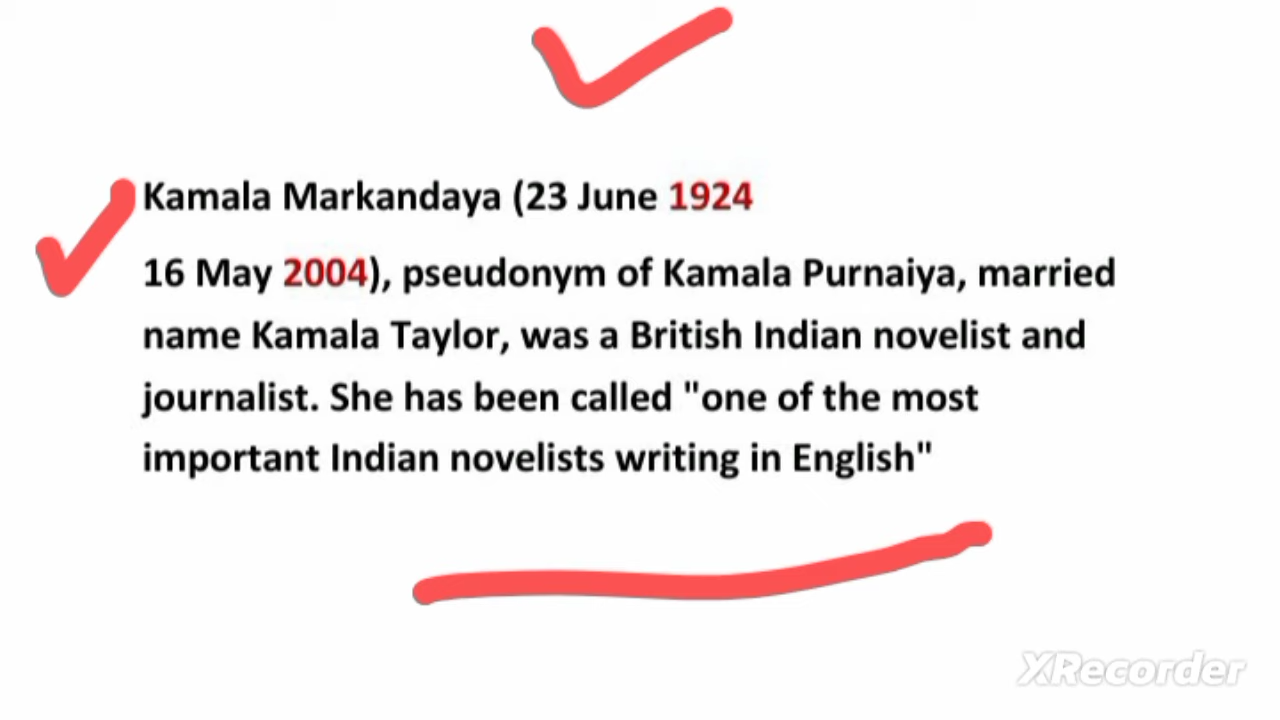 Kamala Markandaya (23 June 1924
16 May 2004), pseudonym of Kamala Purnaiya, married
name Kamala Taylor, was a British Indian novelist and
journalist. She has been called "one of the most
important Indian novelists writing in English"
XRecorder